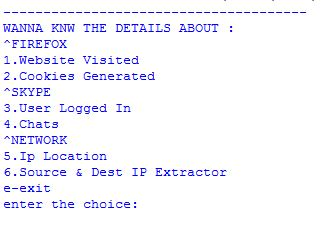 ----------------------------------------
WANNA KNW THE DETAILS ABOUT :
^FIREFOX
1.Website Visited
2.Cookies Generated
^SKYPE
3.User Logged In
4.Chats
^NETWORK
5.Ip Location
6.Source & Dest IP Extractor
e-exit
enter the choice: